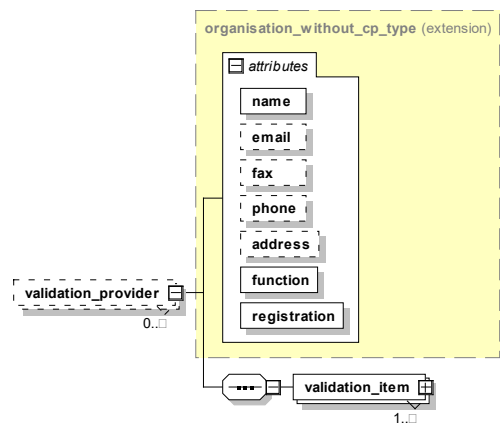 organisation_without_cp_type (extension)
attributes
name
email
fax
phone
address
function
registration
validation_provider
0..□
validation_item
1..□